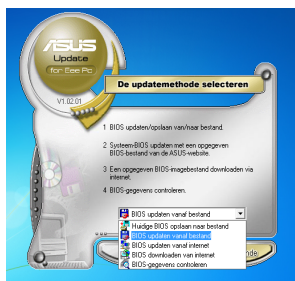 ASUS
Update
for Eee Pc
V1.02.01
De updatemethode selecteren
1 BIOS updaten/opslaan van/naar bestand.
2 Systeem-BIOS updaten met een opgegeven
BIOS-bestand van de ASUS-website.
3 Een opgegeven BIOS-imagebestand downloaden via
internet.
4 BIOS-gegevens controleren.
BIOS updaten vanaf bestand
Huidige BIOS opslaan naar bestand
BIOS updaten vanaf bestand
BIOS updaten vanaf internet
BIOS downloaden van internet
BIOS-gegevens controleren